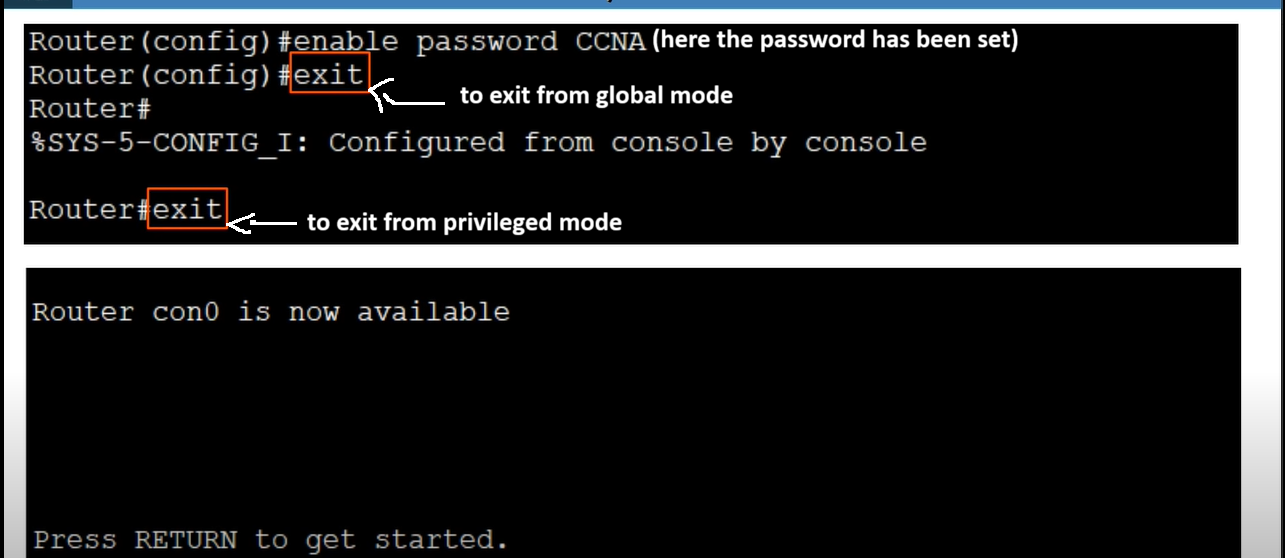 Router(config)#enable password CCNA (here the password has been set)
Router(config)#exit
to exit from global mode
Router#
%SYS-5-CONFIG_I: Configured from console by console
Router#exit
to exit from privileged mode
Router con0 is now available
Press RETURN to get started.